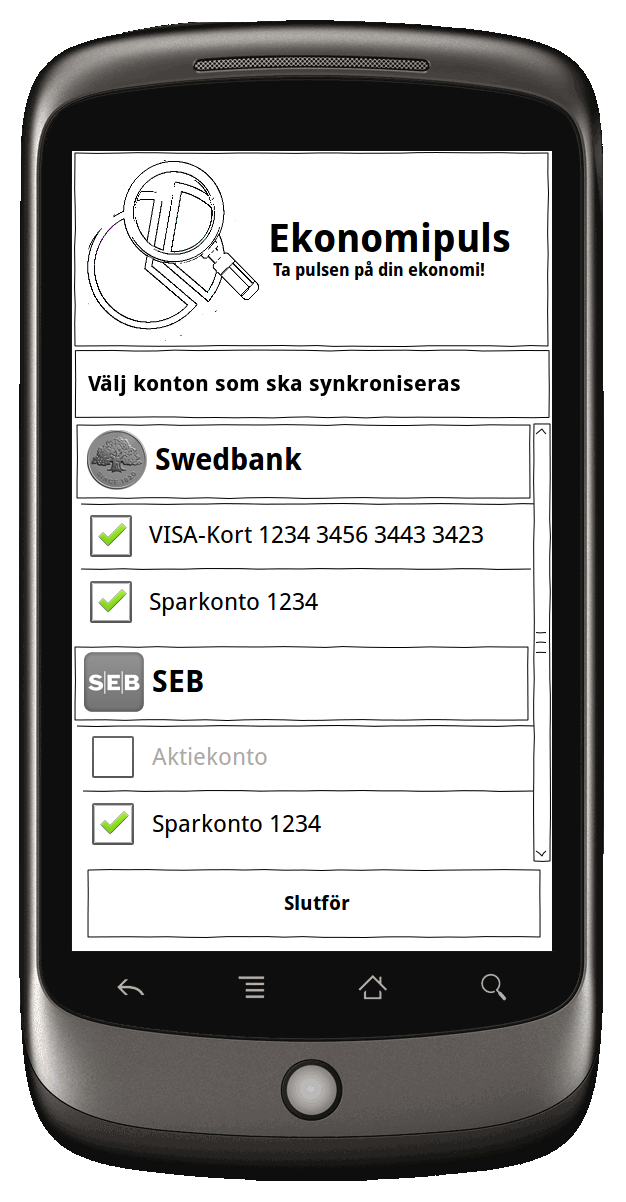 Ekonomipuls
Ta pulsen på din ekonomi!
Välj konton som ska synkroniseras
Swedbank
VISA-Kort 1234 3456 3443 3423
Sparkonto 1234
SEB
SEB
Aktiekonto
Sparkonto 1234
Slutför